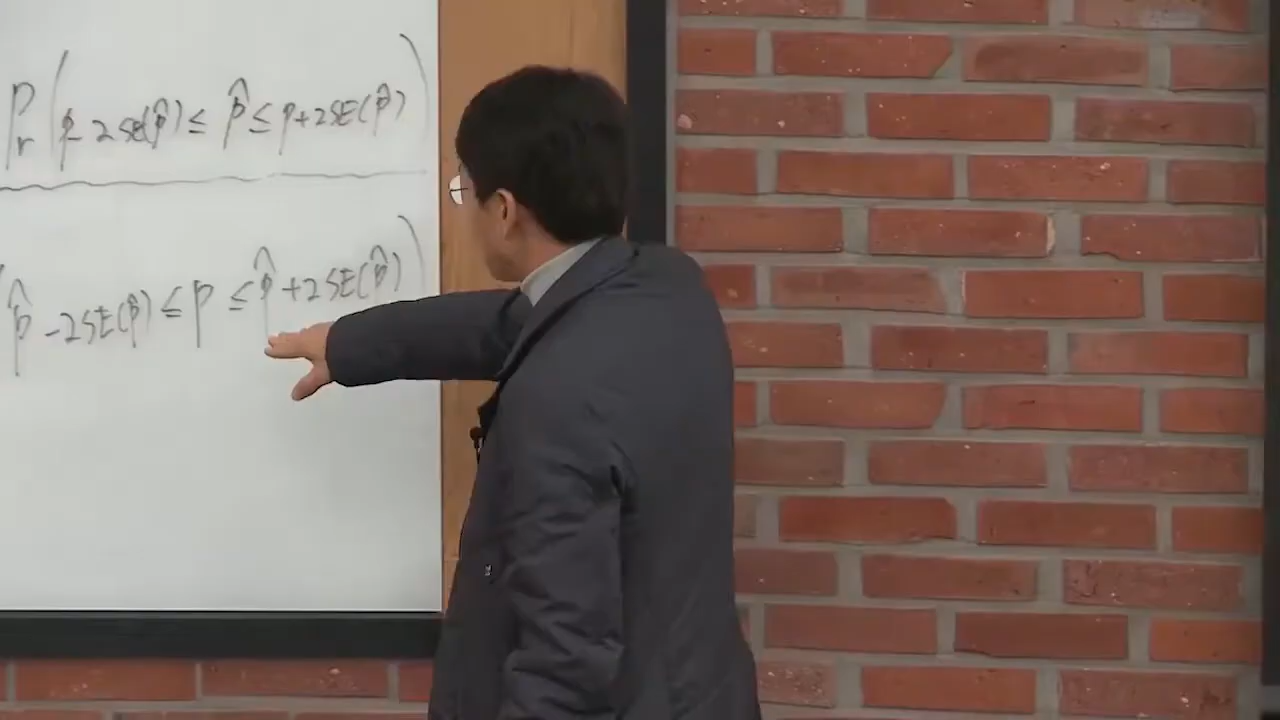 Pr(p - 2SE(p̂) ≤ p̂ ≤ p + 2SE(p̂))
(p̂ - 2SE(p̂) ≤ p ≤ p̂ + 2SE(p̂))